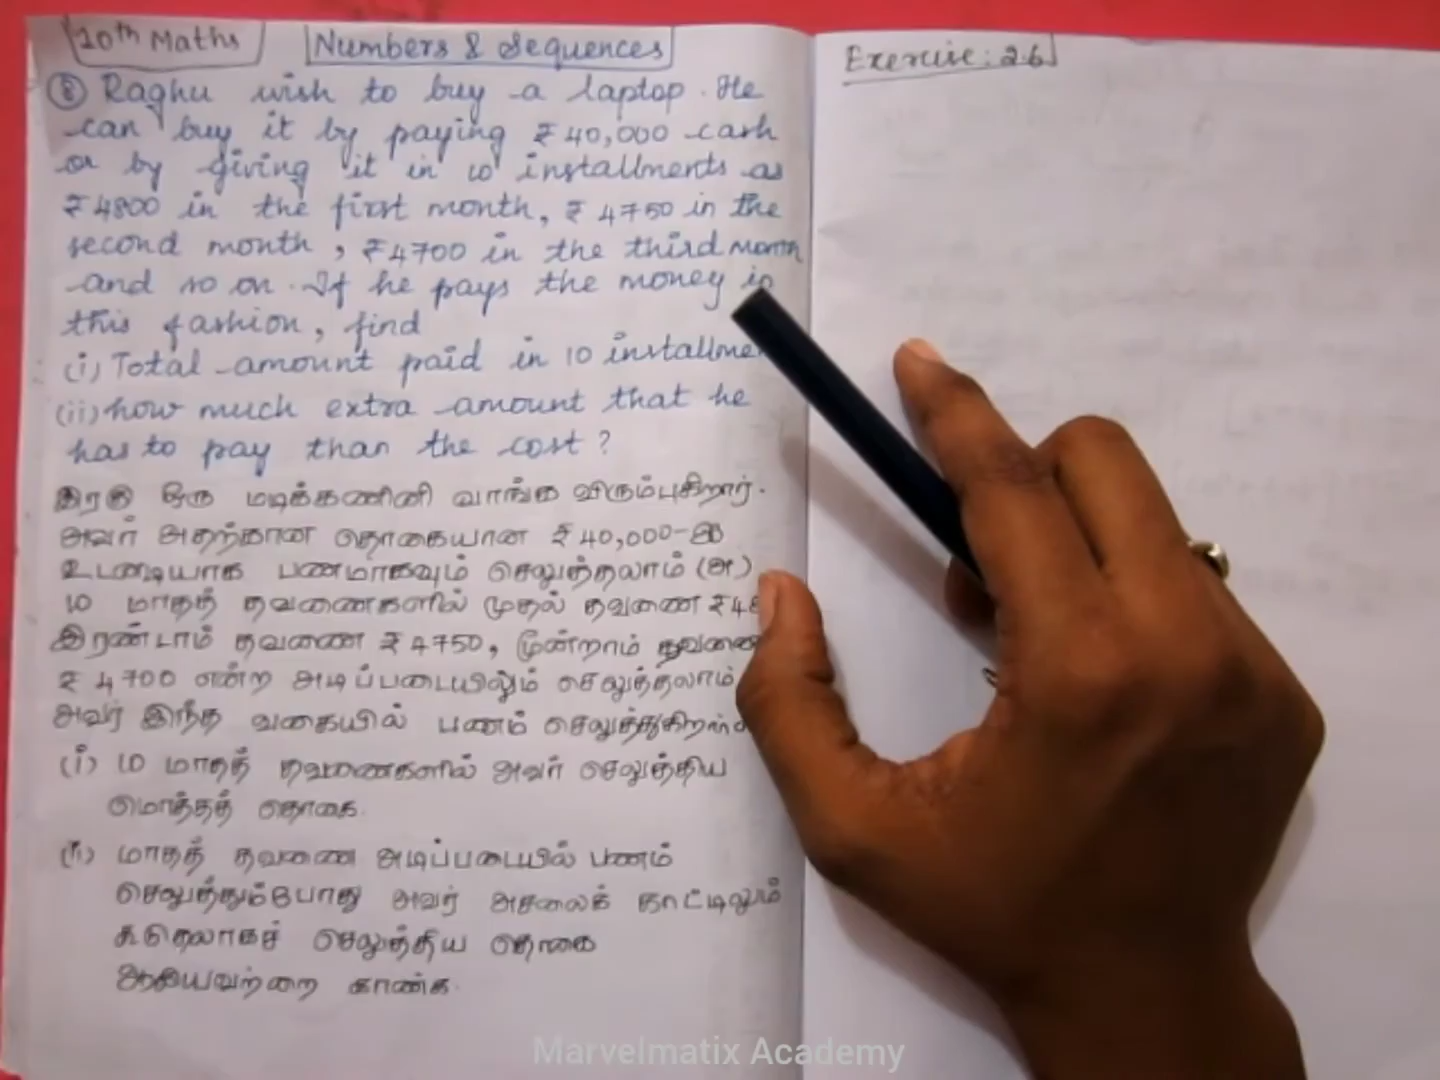 10th Maths
Numbers & Sequences
Exercise: 2.6
⑧ Raghu wish to buy a laptop. He
can buy it by paying ₹40,000 cash
or by giving it in 10 installments as
₹4800 in the first month, ₹4750 in the
second month, ₹4700 in the third month
and so on. If he pays the money in
this fashion, find
(i) Total amount paid in 10
(ii) how much extra amount that he
has to pay than the cost?
இரகு ஒரு மடிக்கணினி வாங்க விரும்புகிறார்.
அவர் அதற்கான தொகையான ₹40,000-ஐ
உடனடியாக பணமாகவும் செலுத்தலாம் (அ)
10 மாதத் தவணைகளில் முதல் தவணை
இரண்டாம் தவணை ₹4750, மூன்றாம்
₹4700 என்ற அடிப்படையிலும் செலுத்தலாம்
அவர் இந்த வகையில் பணம்
(i) 10 மாதத் தவணைகளில் அவர் செலுத்திய
மொத்தத் தொகை.
மாதத் தவணை அடிப்படையில் பணம்
செலுத்தும்போது அவர் அசலைக் காட்டிலும்
கூடுதலாகச் செலுத்திய தொகை
ஆகியவற்றை காண்க.
Marvelmatix Academy